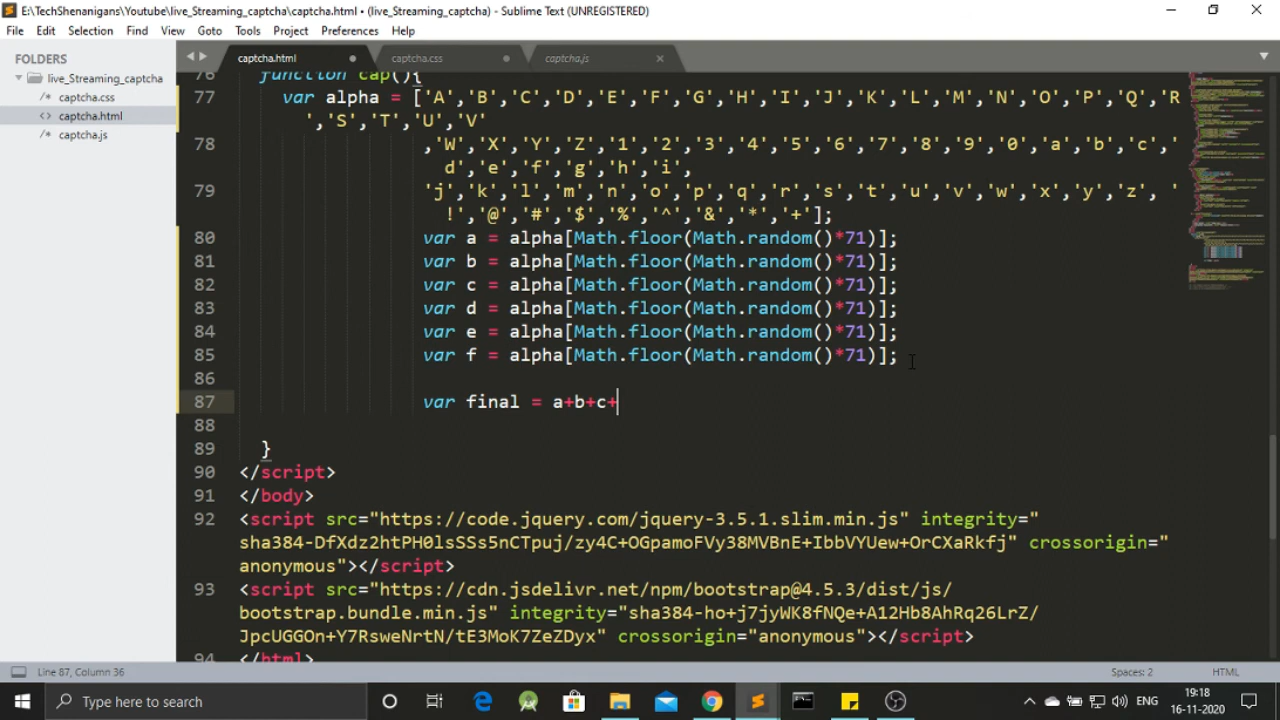 E:\TechShenanigans\Youtube\live_Streaming_captcha\captcha.html • (live_Streaming_captcha) - Sublime Text (UNREGISTERED)
File Edit Selection Find View Goto Tools Project Preferences Help
FOLDERS
live_Streaming_captcha
/* captcha.css
<> captcha.html
/* captcha.js
captcha.html captcha.css captcha.js
76 function cap(){
77 var alpha = ['A','B','C','D','E','F','G','H','I','J','K','L','M','N','O','P','Q','R
','S','T','U','V'
78 ,'W','X','Y','Z','1','2','3','4','5','6','7','8','9','0','a','b','c','
d','e','f','g','h','i',
79 'j','k','l','m','n','o','p','q','r','s','t','u','v','w','x','y','z', '
!','@','#','$','%','^','&','*','+'];
80 var a = alpha[Math.floor(Math.random()*71)];
81 var b = alpha[Math.floor(Math.random()*71)];
82 var c = alpha[Math.floor(Math.random()*71)];
83 var d = alpha[Math.floor(Math.random()*71)];
84 var e = alpha[Math.floor(Math.random()*71)];
85 var f = alpha[Math.floor(Math.random()*71)];
86
87 var final = a+b+c+
88
89 }
90 </script>
91 </body>
92 <script src="https://code.jquery.com/jquery-3.5.1.slim.min.js" integrity="
sha384-DfXdz2htPH0lsSSs5nCTpuj/zy4C+OGpamoFVy38MVBnE+IbbVYUew+OrCXaRkfj" crossorigin="
anonymous"></script>
93 <script src="https://cdn.jsdelivr.net/npm/bootstrap@4.5.3/dist/js/
bootstrap.bundle.min.js" integrity="sha384-ho+j7jyWK8fNQe+A12Hb8AhRq26LrZ/
JpcUGGOn+Y7RsweNrtN/tE3MoK7ZeZDyx" crossorigin="anonymous"></script>
94 </html>
Line 87, Column 36 Spaces: 2 HTML
Type here to search
ENG 19:18
16-11-2020